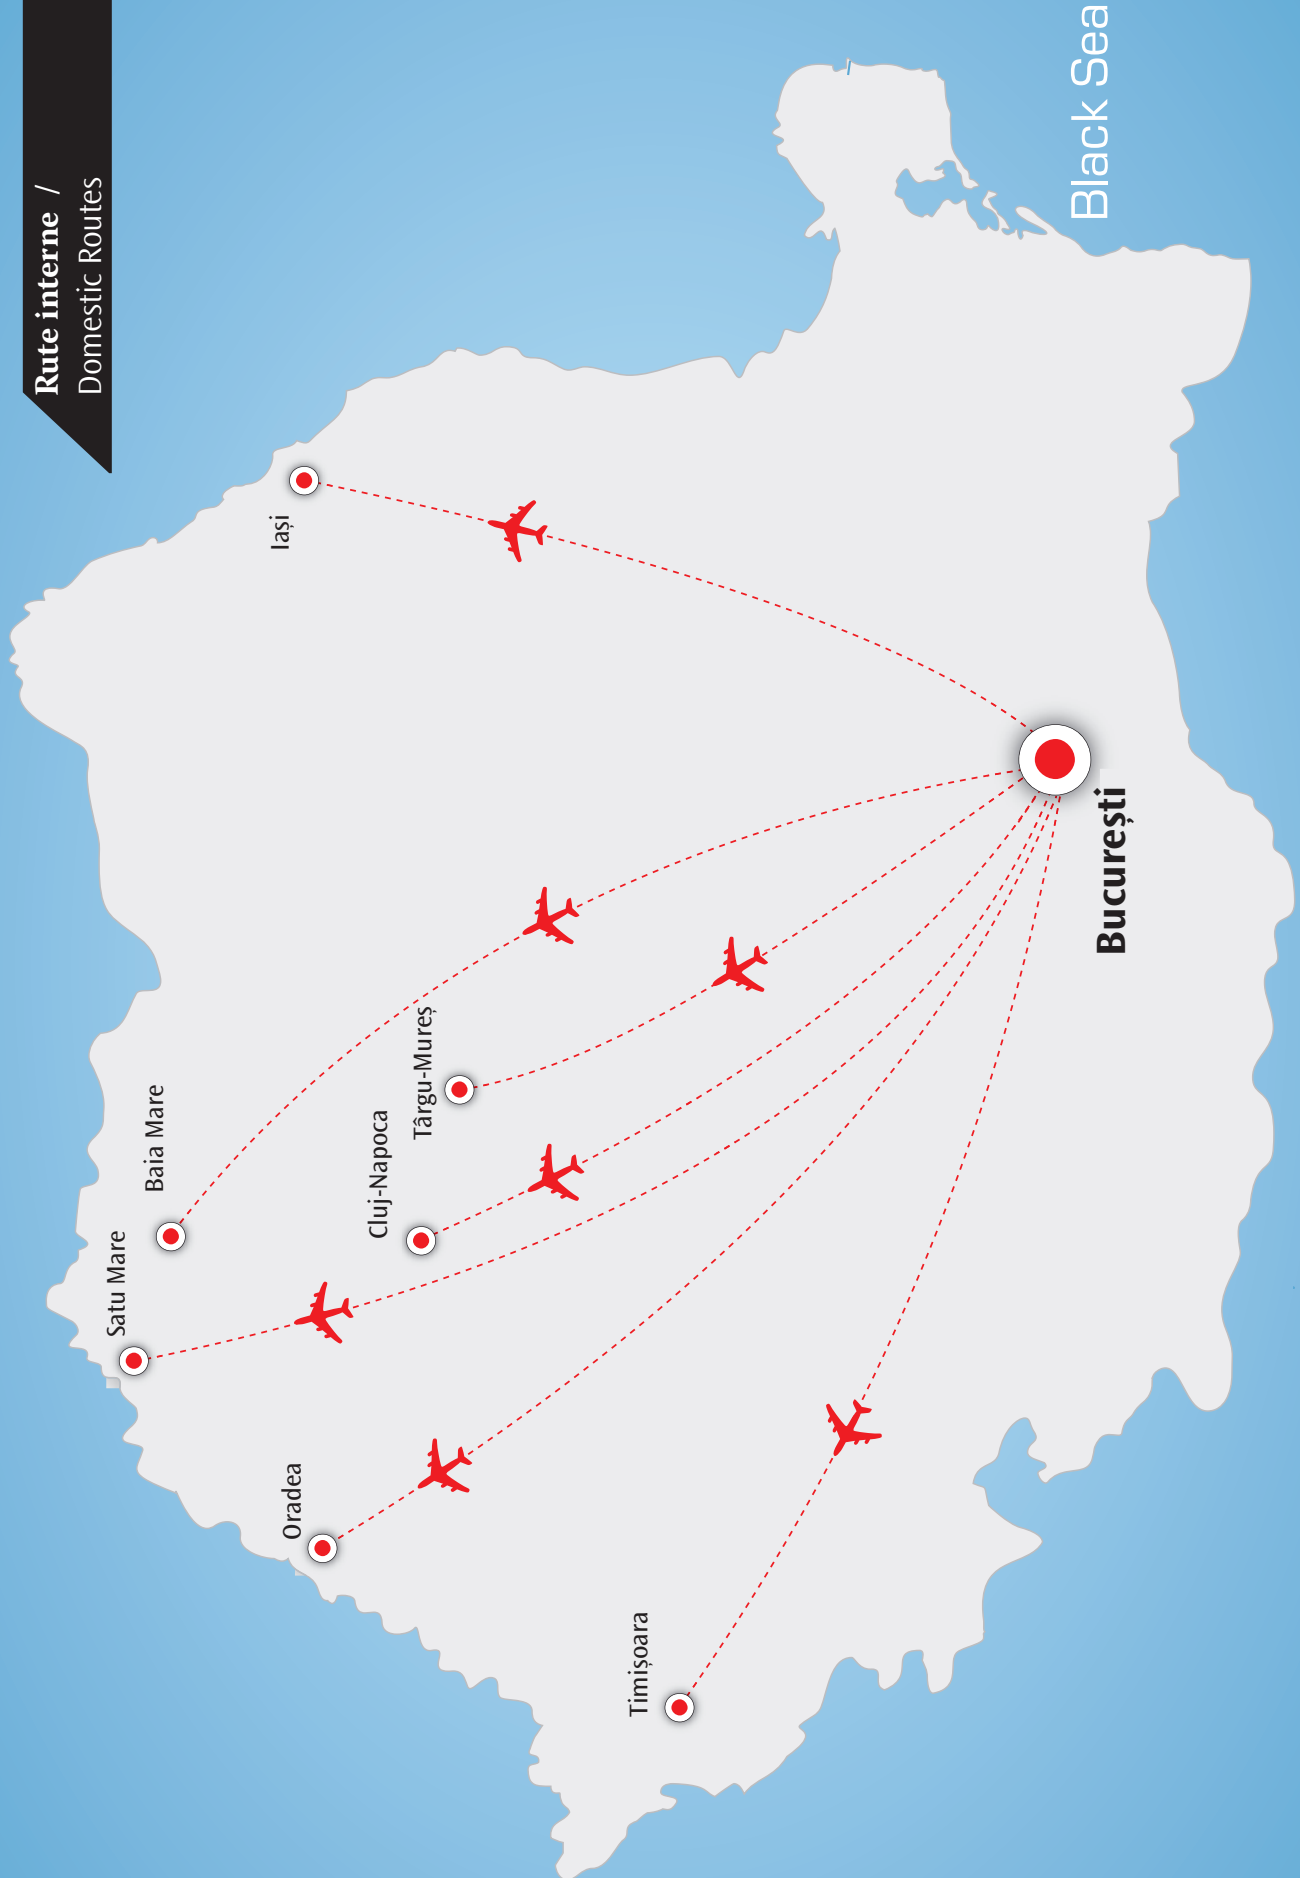 Rute interne /
Domestic Routes
Satu Mare
Baia Mare
Oradea
Iași
Cluj-Napoca
Târgu-Mureș
Timișoara
București
Black Sea